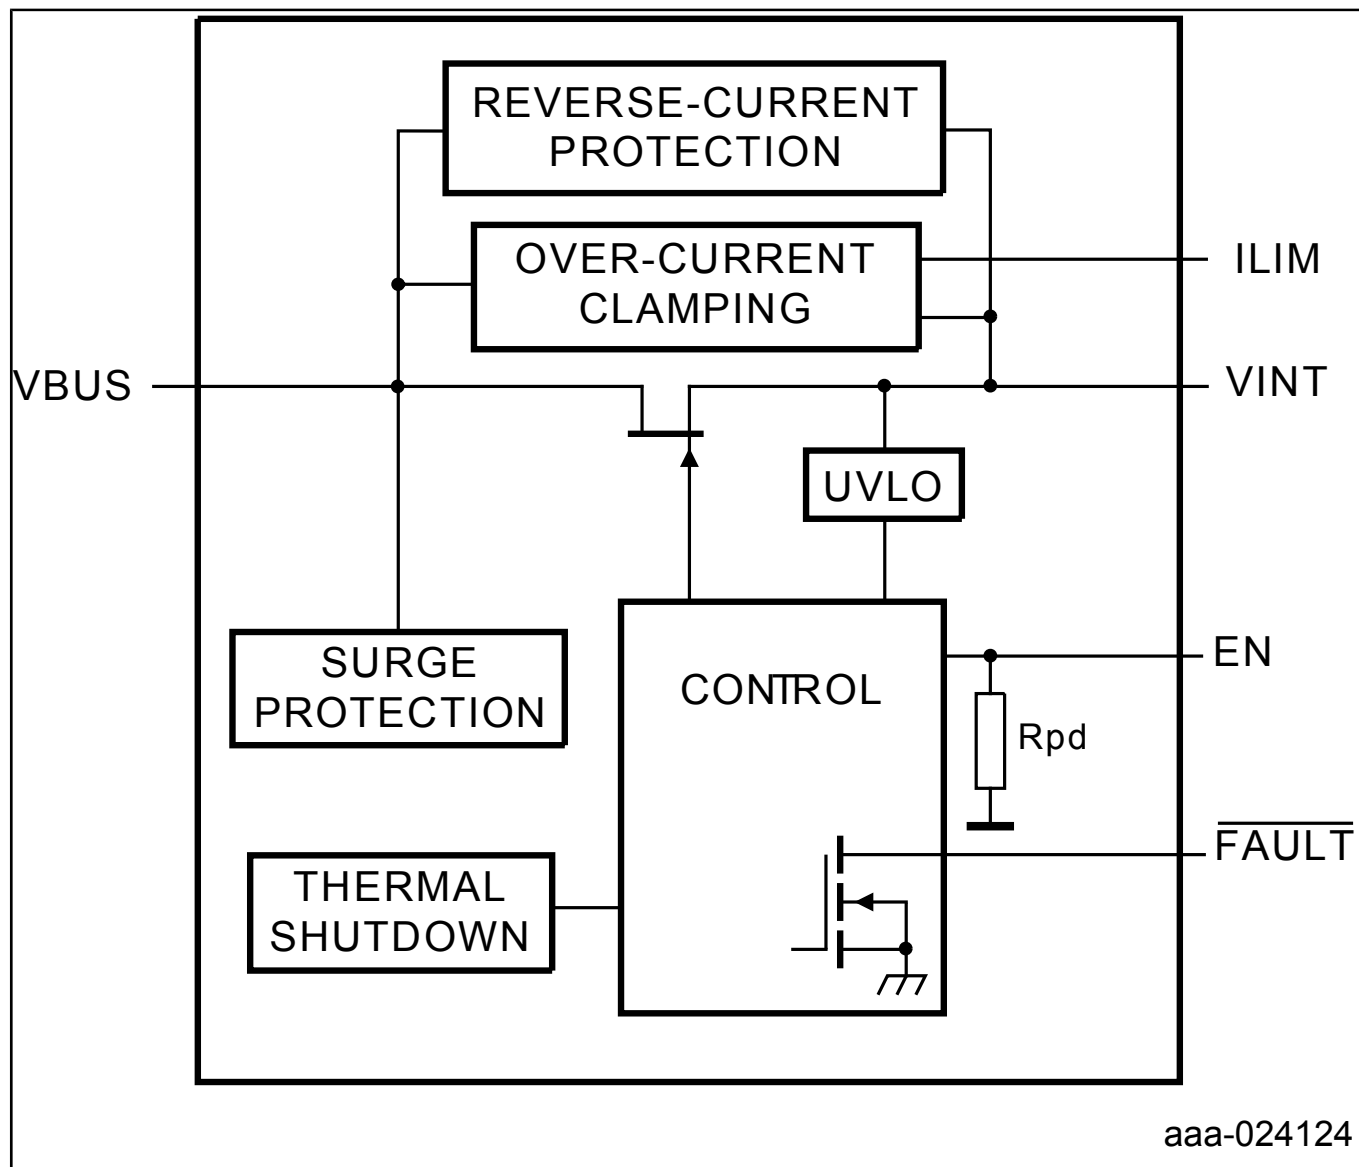 REVERSE-CURRENT
PROTECTION
OVER-CURRENT
CLAMPING
ILIM
VBUS
VINT
UVLO
SURGE
PROTECTION
CONTROL
EN
Rpd
FAULT
THERMAL
SHUTDOWN
aaa-024124